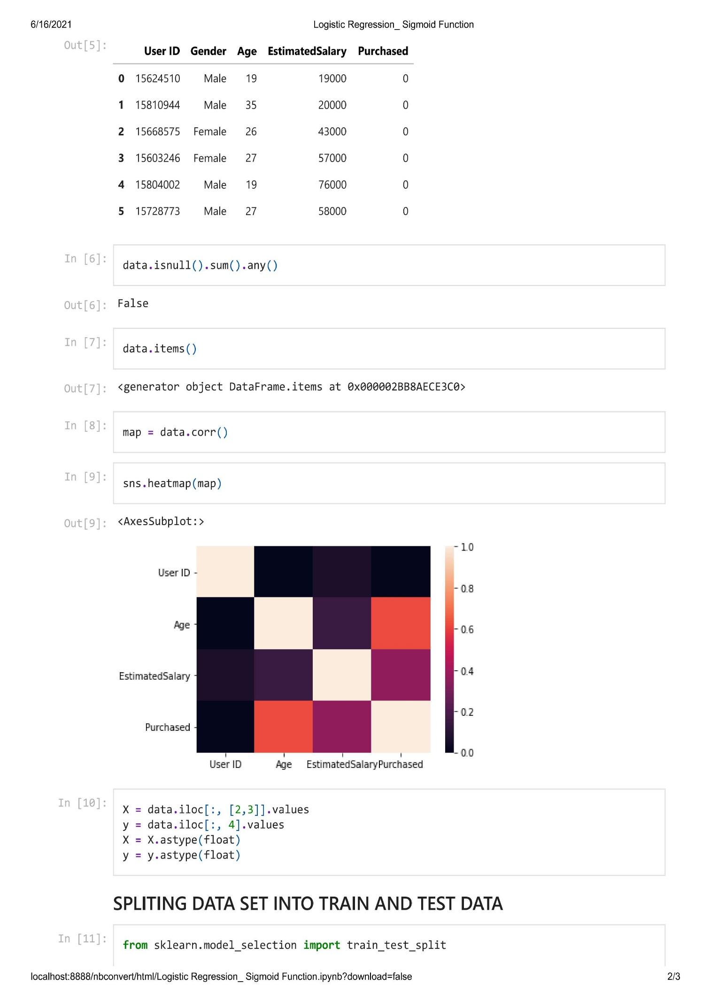 6/16/2021 Logistic Regression_ Sigmoid Function
Out[5]:
User ID Gender Age EstimatedSalary Purchased
0 15624510 Male 19 19000 0
1 15810944 Male 35 20000 0
2 15668575 Female 26 43000 0
3 15603246 Female 27 57000 0
4 15804002 Male 19 76000 0
5 15728773 Male 27 58000 0
In [6]: data.isnull().sum().any()
Out[6]: False
In [7]: data.items()
Out[7]: <generator object DataFrame.items at 0x000002BB8AECE3C0>
In [8]: map = data.corr()
In [9]: sns.heatmap(map)
Out[9]: <AxesSubplot:>
1.0
User ID
0.8
Age
0.6
EstimatedSalary
0.4
0.2
Purchased
0.0
User ID Age EstimatedSalary Purchased
In [10]:
X = data.iloc[:, [2,3]].values
y = data.iloc[:, 4].values
X = X.astype(float)
y = y.astype(float)
SPLITING DATA SET INTO TRAIN AND TEST DATA
In [11]: from sklearn.model_selection import train_test_split
localhost:8888/nbconvert/html/Logistic Regression_ Sigmoid Function.ipynb?download=false 2/3